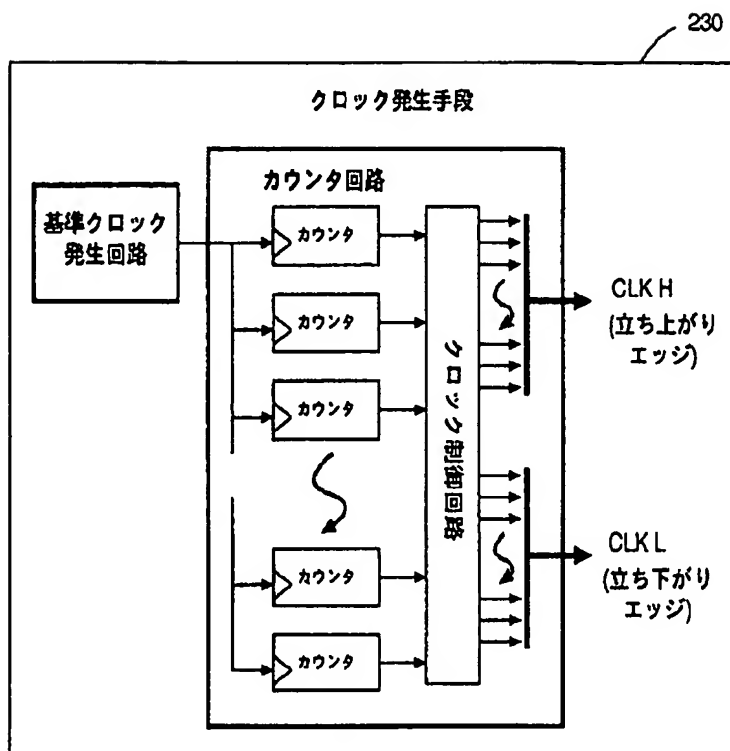 230
クロック発生手段
基準クロック
発生回路
カウンタ回路
カウンタ
カウンタ
カウンタ
カウンタ
カウンタ
クロック制御回路
CLK H
(立ち上がり
エッジ)
CLK L
(立ち下がり
エッジ)